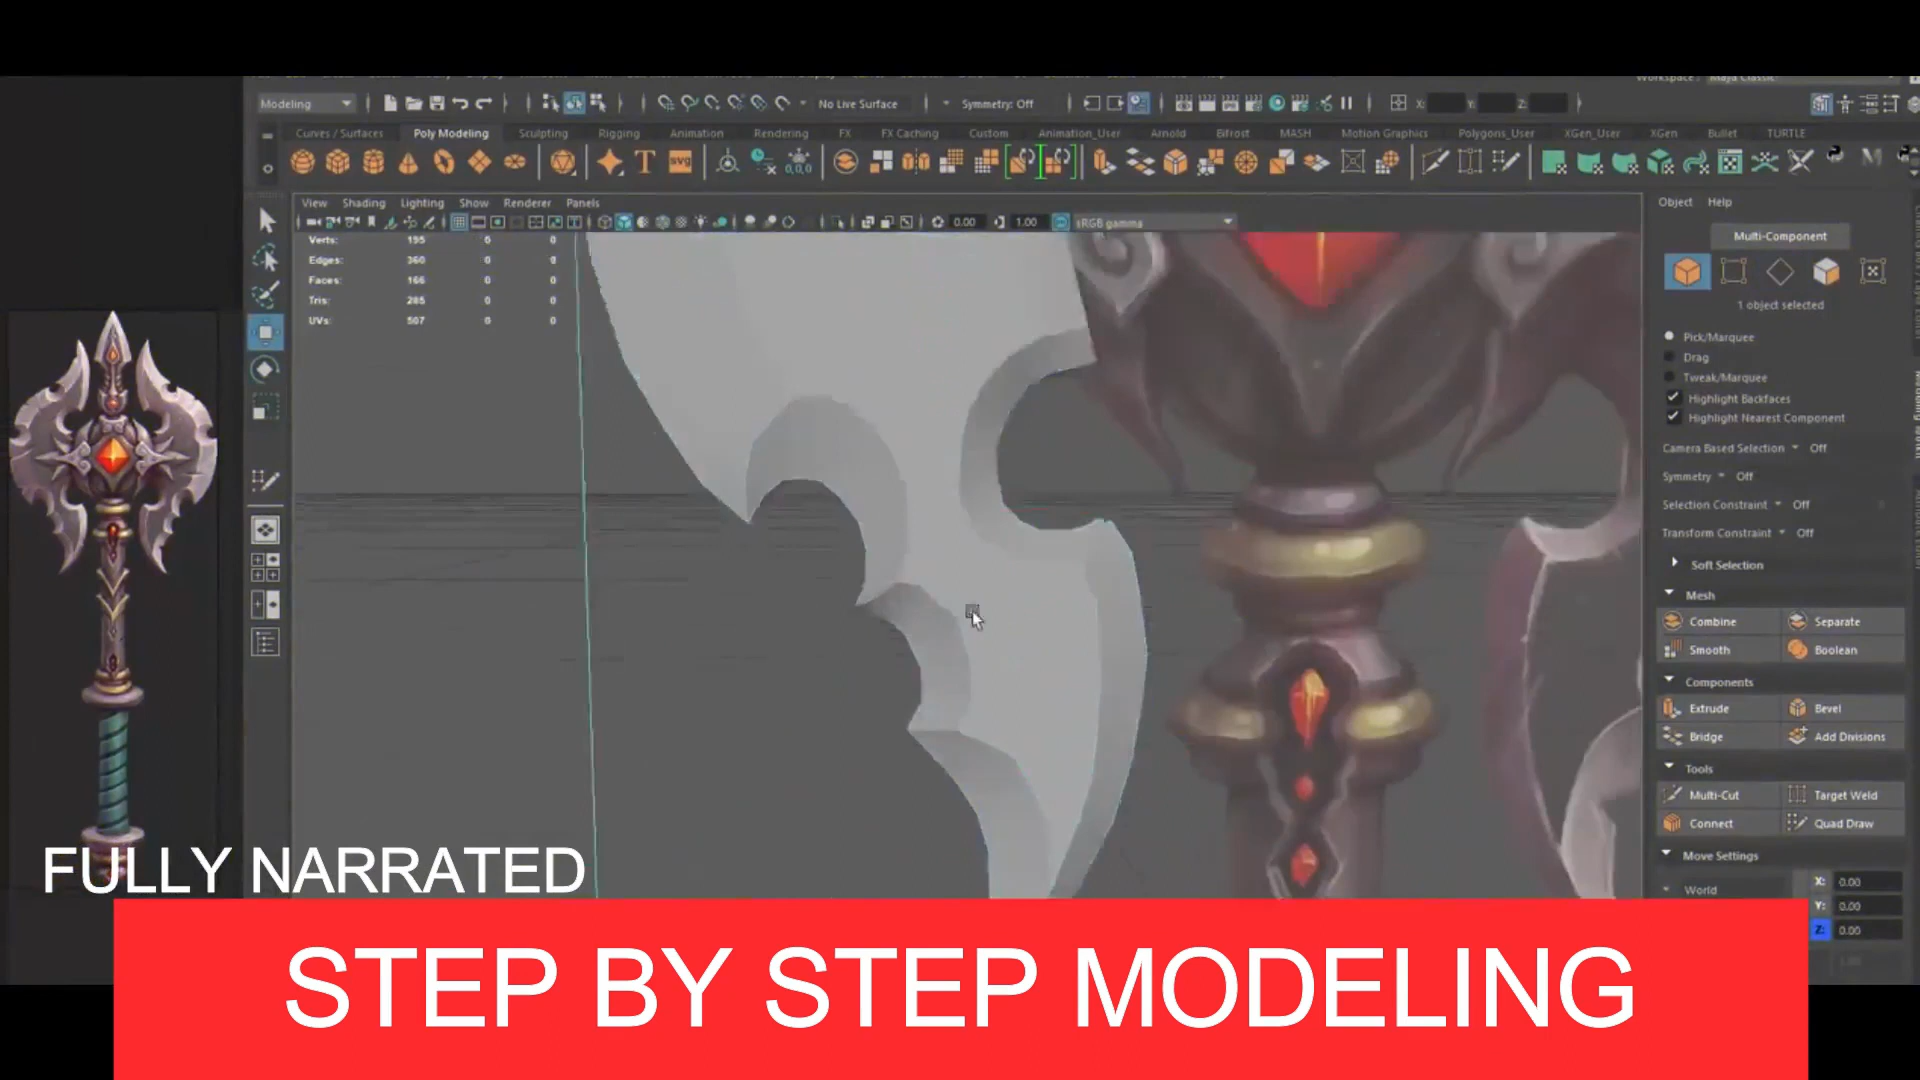 Modeling
No Live Surface
Symmetry: Off
X:
Y:
Z:
Curves / Surfaces
Poly Modeling
Sculpting
Rigging
Animation
Rendering
FX
FX Caching
Custom
Animation_User
Arnold
Bifrost
MASH
Motion Graphics
Polygons_User
XGen_User
XGen
Bullet
TURTLE
T
svg
0,0,0
View
Shading
Lighting
Show
Renderer
Panels
Object
Help
0.00
1.00
sRGB gamma
Multi-Component
Verts: 195 0 0
Edges: 360 0 0
Faces: 166 0 0
Tris: 285 0 0
UVs: 507 0 0
1 object selected
Pick/Marquee
Drag
Tweak/Marquee
Highlight Backfaces
Highlight Nearest Component
Camera Based Selection Off
Symmetry Off
Selection Constraint Off
Transform Constraint Off
Soft Selection
Mesh
Combine
Separate
Smooth
Boolean
Components
Extrude
Bevel
Bridge
Add Divisions
Tools
Multi-Cut
Target Weld
Connect
Quad Draw
Move Settings
World
X: 0.00
Y: 0.00
Z: 0.00
FULLY NARRATED
STEP BY STEP MODELING